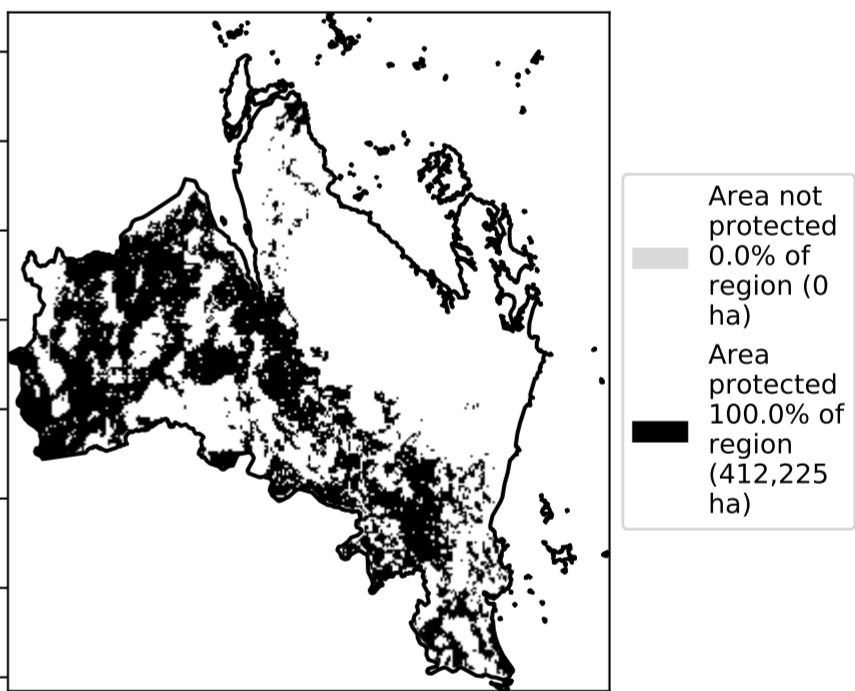 Area not
protected
0.0% of
region (0
ha)
Area
protected
100.0% of
region
(412,225
ha)